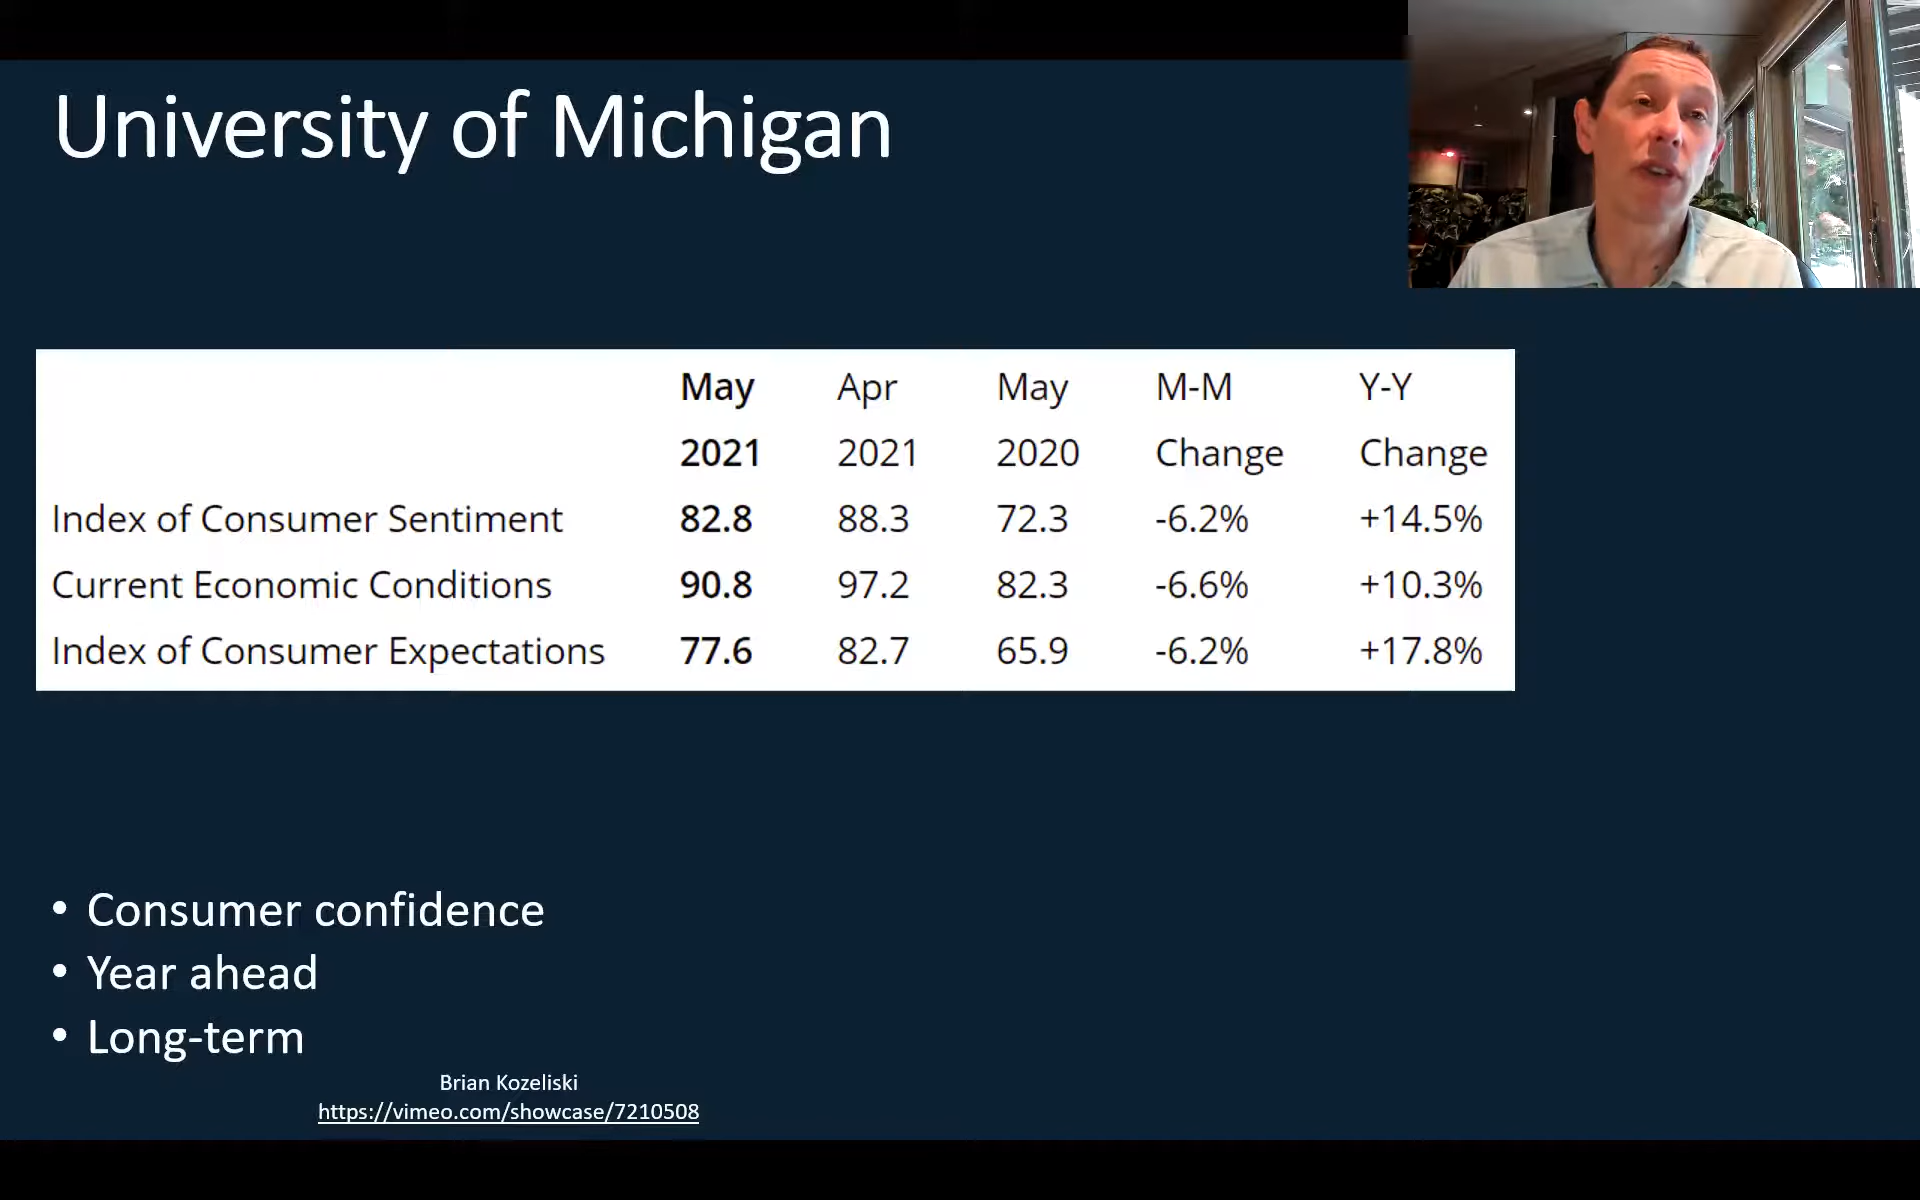 University of Michigan
May Apr May M-M Y-Y
2021 2021 2020 Change Change
Index of Consumer Sentiment 82.8 88.3 72.3 -6.2% +14.5%
Current Economic Conditions 90.8 97.2 82.3 -6.6% +10.3%
Index of Consumer Expectations 77.6 82.7 65.9 -6.2% +17.8%
• Consumer confidence
• Year ahead
• Long-term
Brian Kozeliski
https://vimeo.com/showcase/7210508